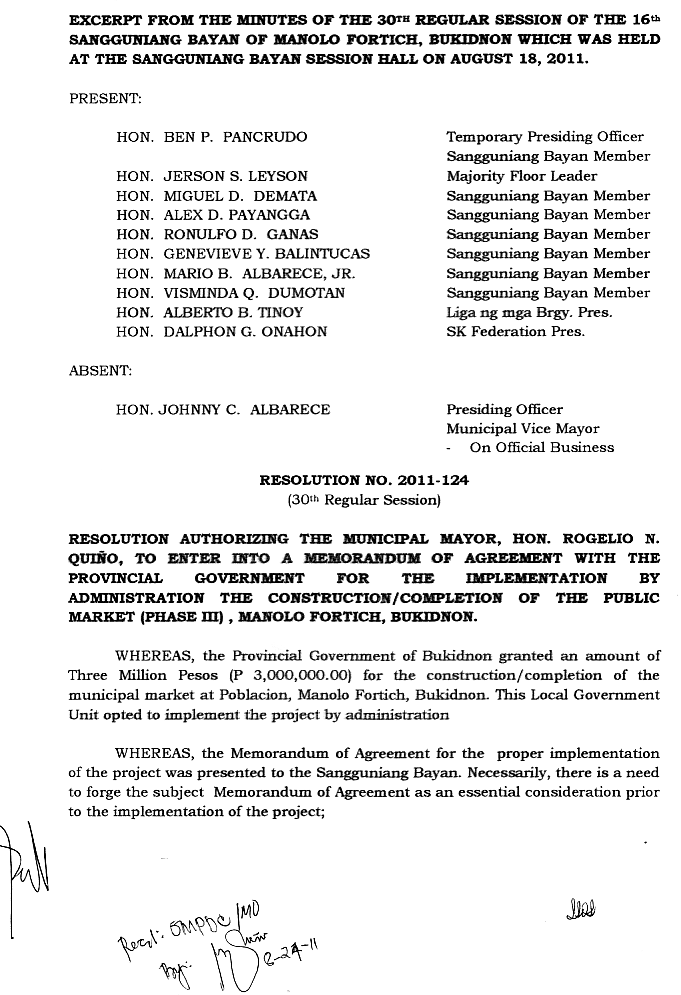 EXCERPT FROM THE MINUTES OF THE 30TH REGULAR SESSION OF THE 16th
SANGGUNIANG BAYAN OF MANOLO FORTICH, BUKIDNON WHICH WAS HELD
AT THE SANGGUNIANG BAYAN SESSION HALL ON AUGUST 18, 2011.
PRESENT:
HON. BEN P. PANCRUDO Temporary Presiding Officer
Sangguniang Bayan Member
HON. JERSON S. LEYSON Majority Floor Leader
HON. MIGUEL D. DEMATA Sangguniang Bayan Member
HON. ALEX D. PAYANGGA Sangguniang Bayan Member
HON. RONULFO D. GANAS Sangguniang Bayan Member
HON. GENEVIEVE Y. BALINTUCAS Sangguniang Bayan Member
HON. MARIO B. ALBARECE, JR. Sangguniang Bayan Member
HON. VISMINDA Q. DUMOTAN Sangguniang Bayan Member
HON. ALBERTO B. TINOY Liga ng mga Brgy. Pres.
HON. DALPHON G. ONAHON SK Federation Pres.
ABSENT:
HON. JOHNNY C. ALBARECE Presiding Officer
Municipal Vice Mayor
- On Official Business
RESOLUTION NO. 2011-124
(30th Regular Session)
RESOLUTION AUTHORIZING THE MUNICIPAL MAYOR, HON. ROGELIO N.
QUIÑO, TO ENTER INTO A MEMORANDUM OF AGREEMENT WITH THE
PROVINCIAL GOVERNMENT FOR THE IMPLEMENTATION BY
ADMINISTRATION THE CONSTRUCTION/COMPLETION OF THE PUBLIC
MARKET (PHASE III) , MANOLO FORTICH, BUKIDNON.
WHEREAS, the Provincial Government of Bukidnon granted an amount of
Three Million Pesos (P 3,000,000.00) for the construction/completion of the
municipal market at Poblacion, Manolo Fortich, Bukidnon. This Local Government
Unit opted to implement the project by administration
WHEREAS, the Memorandum of Agreement for the proper implementation
of the project was presented to the Sangguniang Bayan. Necessarily, there is a need
to forge the subject Memorandum of Agreement as an essential consideration prior
to the implementation of the project;
Recd: OMPDC/MO
By: 8-24-11